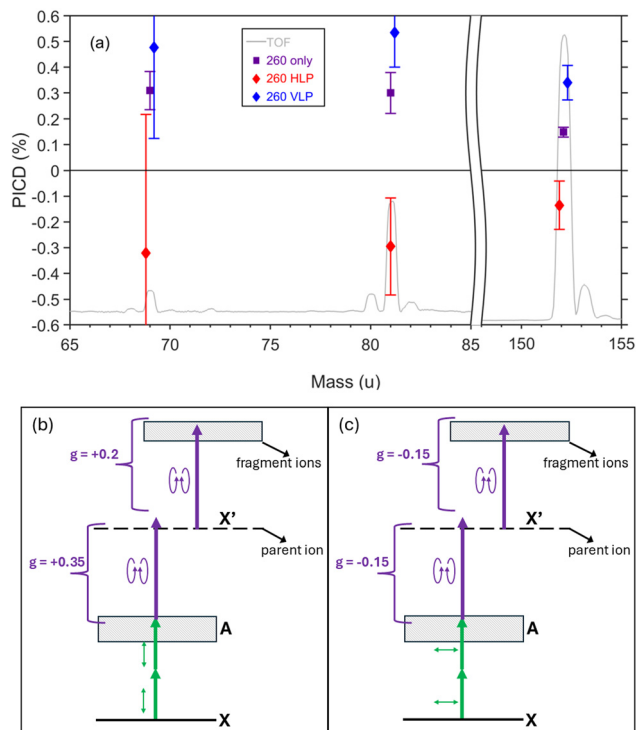 (a)
TOF
260 only
260 HLP
260 VLP
PICD (%)
0.6
0.5
0.4
0.3
0.2
0.1
0
-0.1
-0.2
-0.3
-0.4
-0.5
-0.6
65 70 75 80 85 150 155
Mass (u)
(b)
g = +0.2
fragment ions
X'
parent ion
g = +0.35
A
X
(c)
g = -0.15
fragment ions
X'
parent ion
g = -0.15
A
X